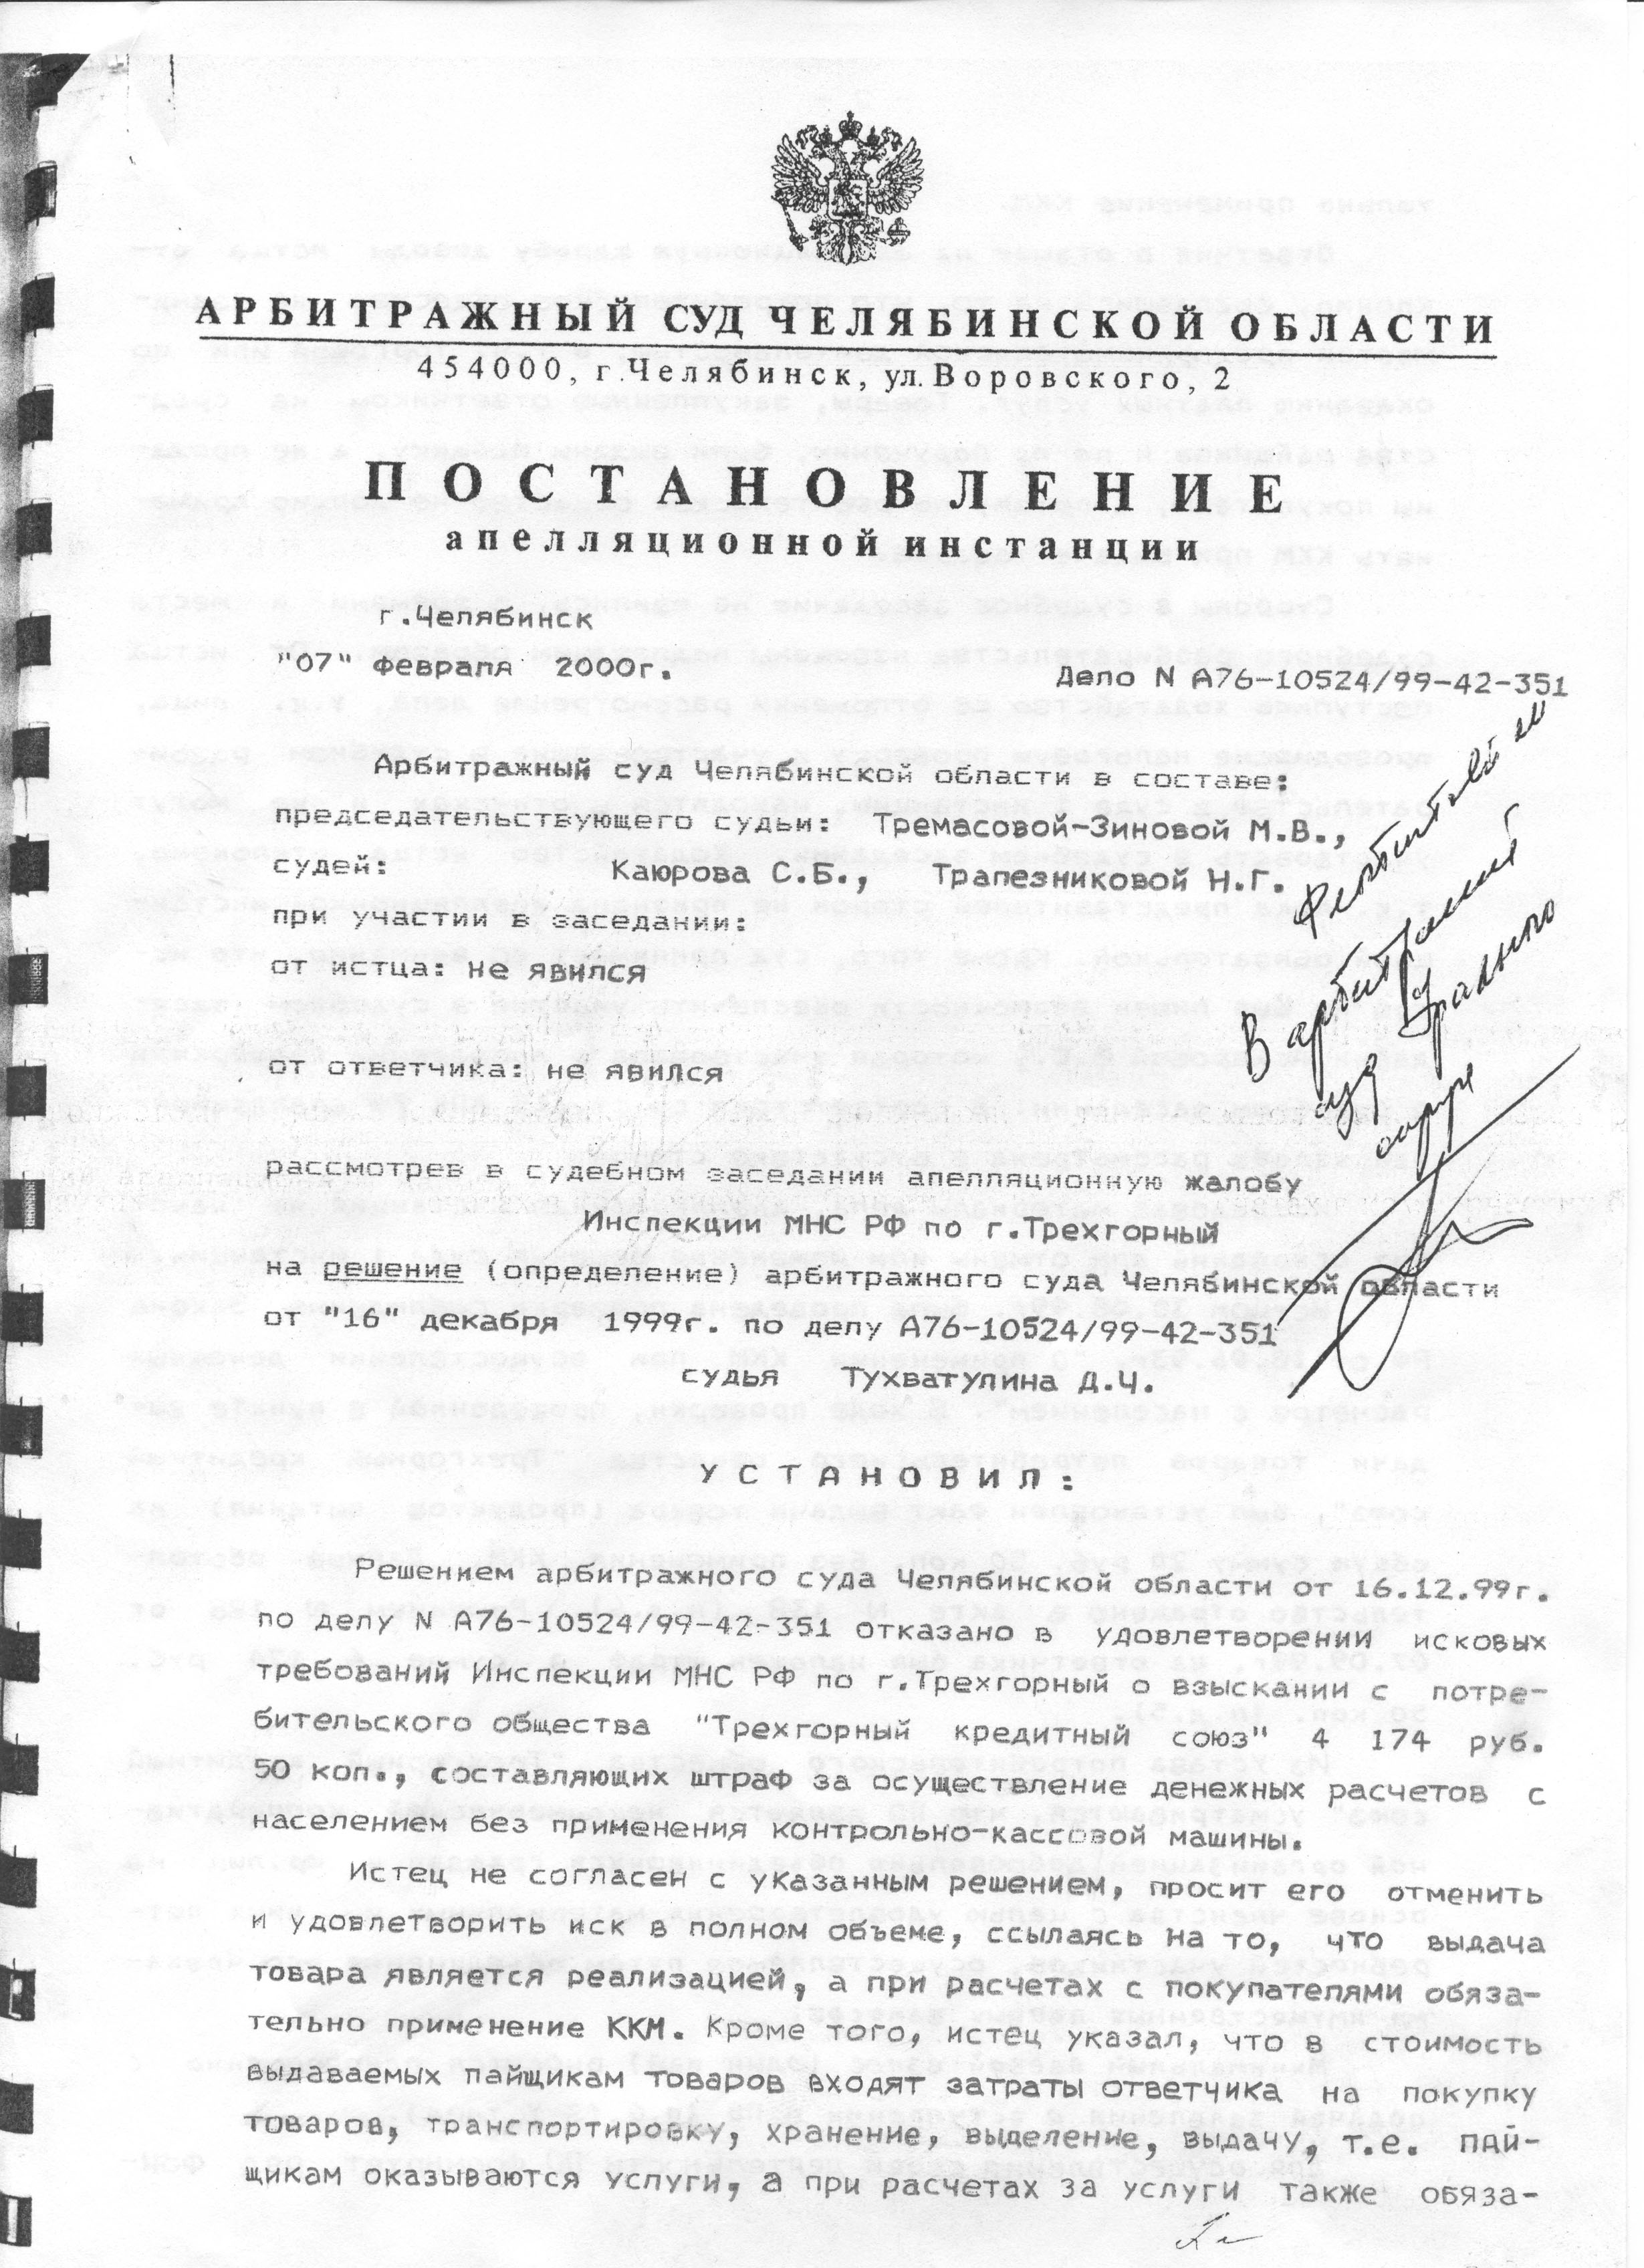 АРБИТРАЖНЫЙ СУД ЧЕЛЯБИНСКОЙ ОБЛАСТИ
454000, г.Челябинск, ул.Воровского, 2
ПОСТАНОВЛЕНИЕ
апелляционной инстанции
г.Челябинск
"07" февраля 2000г.
Дело N А76-10524/99-42-351
Арбитражный суд Челябинской области в составе:
председательствующего судьи: Тремасовой-Зиновой М.В.,
судей: Каюрова С.Б., Трапезниковой Н.Г.
при участии в заседании:
от истца: не явился
от ответчика: не явился
В арбитражный
суд Уральского
округа
рассмотрев в судебном заседании апелляционную жалобу
Инспекции МНС РФ по г.Трехгорный
на решение (определение) арбитражного суда Челябинской области
от "16" декабря 1999г. по делу А76-10524/99-42-351
судья Тухватулина Д.Ч.
УСТАНОВИЛ:
Решением арбитражного суда Челябинской области от 16.12.99г.
по делу N А76-10524/99-42-351 отказано в удовлетворении исковых
требований Инспекции МНС РФ по г.Трехгорный о взыскании с потре-
бительского общества "Трехгорный кредитный союз" 4 174 руб.
50 коп., составляющих штраф за осуществление денежных расчетов с
населением без применения контрольно-кассовой машины.
Истец не согласен с указанным решением, просит его отменить
и удовлетворить иск в полном объеме, ссылаясь на то, что выдача
товара является реализацией, а при расчетах с покупателями обяза-
тельно применение ККМ. Кроме того, истец указал, что в стоимость
выдаваемых пайщикам товаров входят затраты ответчика на покупку
товаров, транспортировку, хранение, выделение, выдачу, т.е. пай-
щикам оказываются услуги, а при расчетах за услуги также обяза-